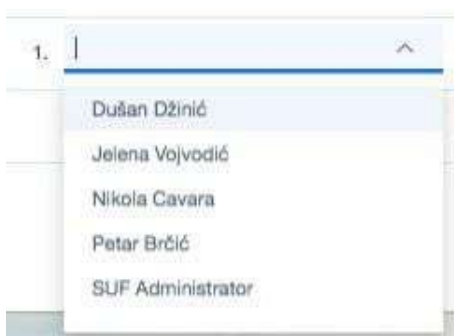 1.
Dušan Džinić
Jelena Vojvodić
Nikola Cavara
Petar Brčić
SUF Administrator